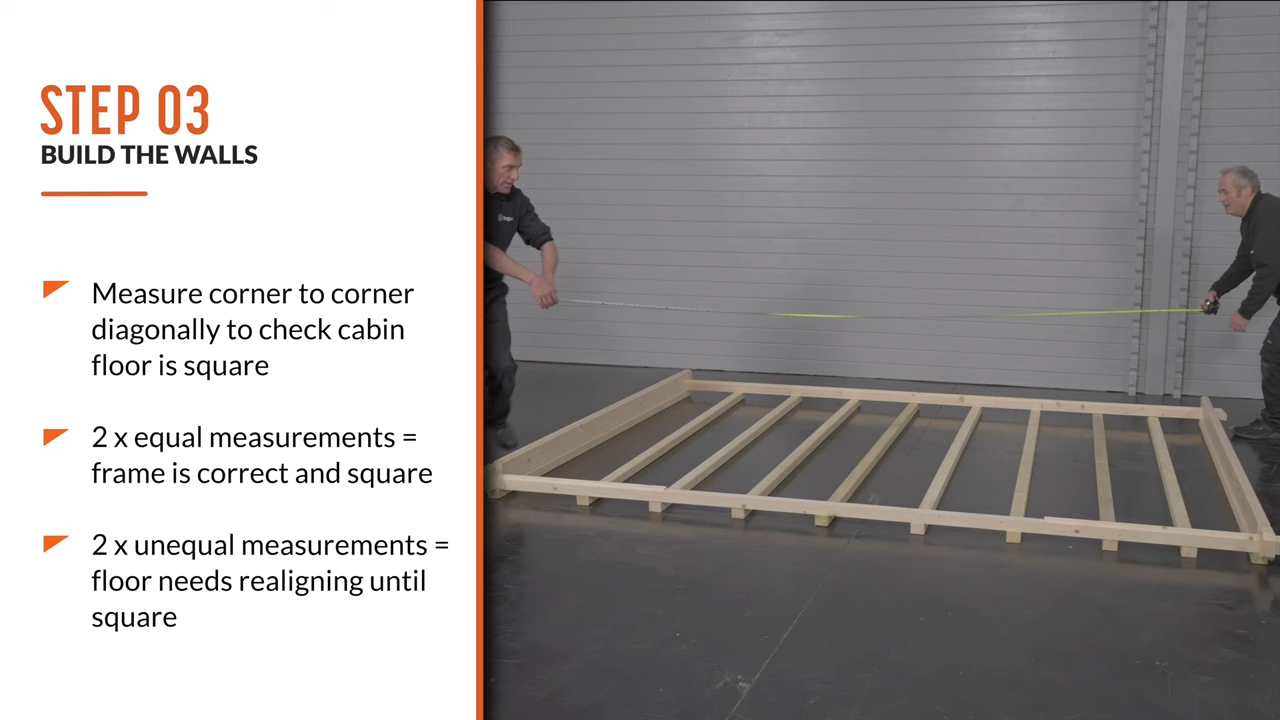 STEP 03
BUILD THE WALLS
Measure corner to corner
diagonally to check cabin
floor is square
2 x equal measurements =
frame is correct and square
2 x unequal measurements =
floor needs realigning until
square